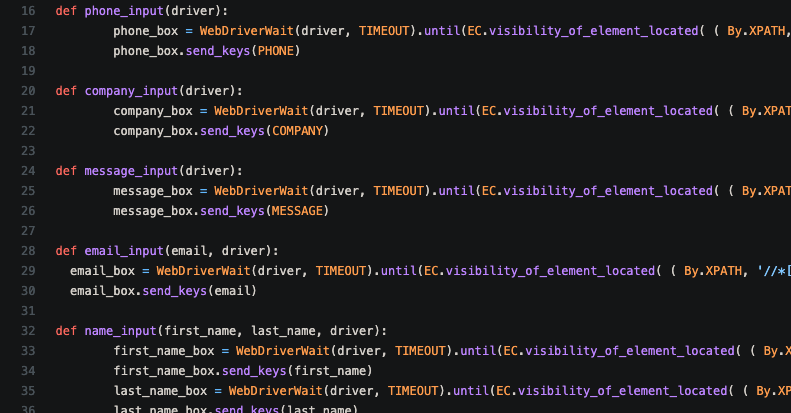 16 def phone_input(driver):
17 phone_box = WebDriverWait(driver, TIMEOUT).until(EC.visibility_of_element_located( ( By.XPATH,
18 phone_box.send_keys(PHONE)
19
20 def company_input(driver):
21 company_box = WebDriverWait(driver, TIMEOUT).until(EC.visibility_of_element_located( ( By.XPAT
22 company_box.send_keys(COMPANY)
23
24 def message_input(driver):
25 message_box = WebDriverWait(driver, TIMEOUT).until(EC.visibility_of_element_located( ( By.XPAT
26 message_box.send_keys(MESSAGE)
27
28 def email_input(email, driver):
29 email_box = WebDriverWait(driver, TIMEOUT).until(EC.visibility_of_element_located( ( By.XPATH, '//*[
30 email_box.send_keys(email)
31
32 def name_input(first_name, last_name, driver):
33 first_name_box = WebDriverWait(driver, TIMEOUT).until(EC.visibility_of_element_located( ( By.X
34 first_name_box.send_keys(first_name)
35 last_name_box = WebDriverWait(driver, TIMEOUT).until(EC.visibility_of_element_located( ( By.XP
36 last_name_box.send_keys(last_name)